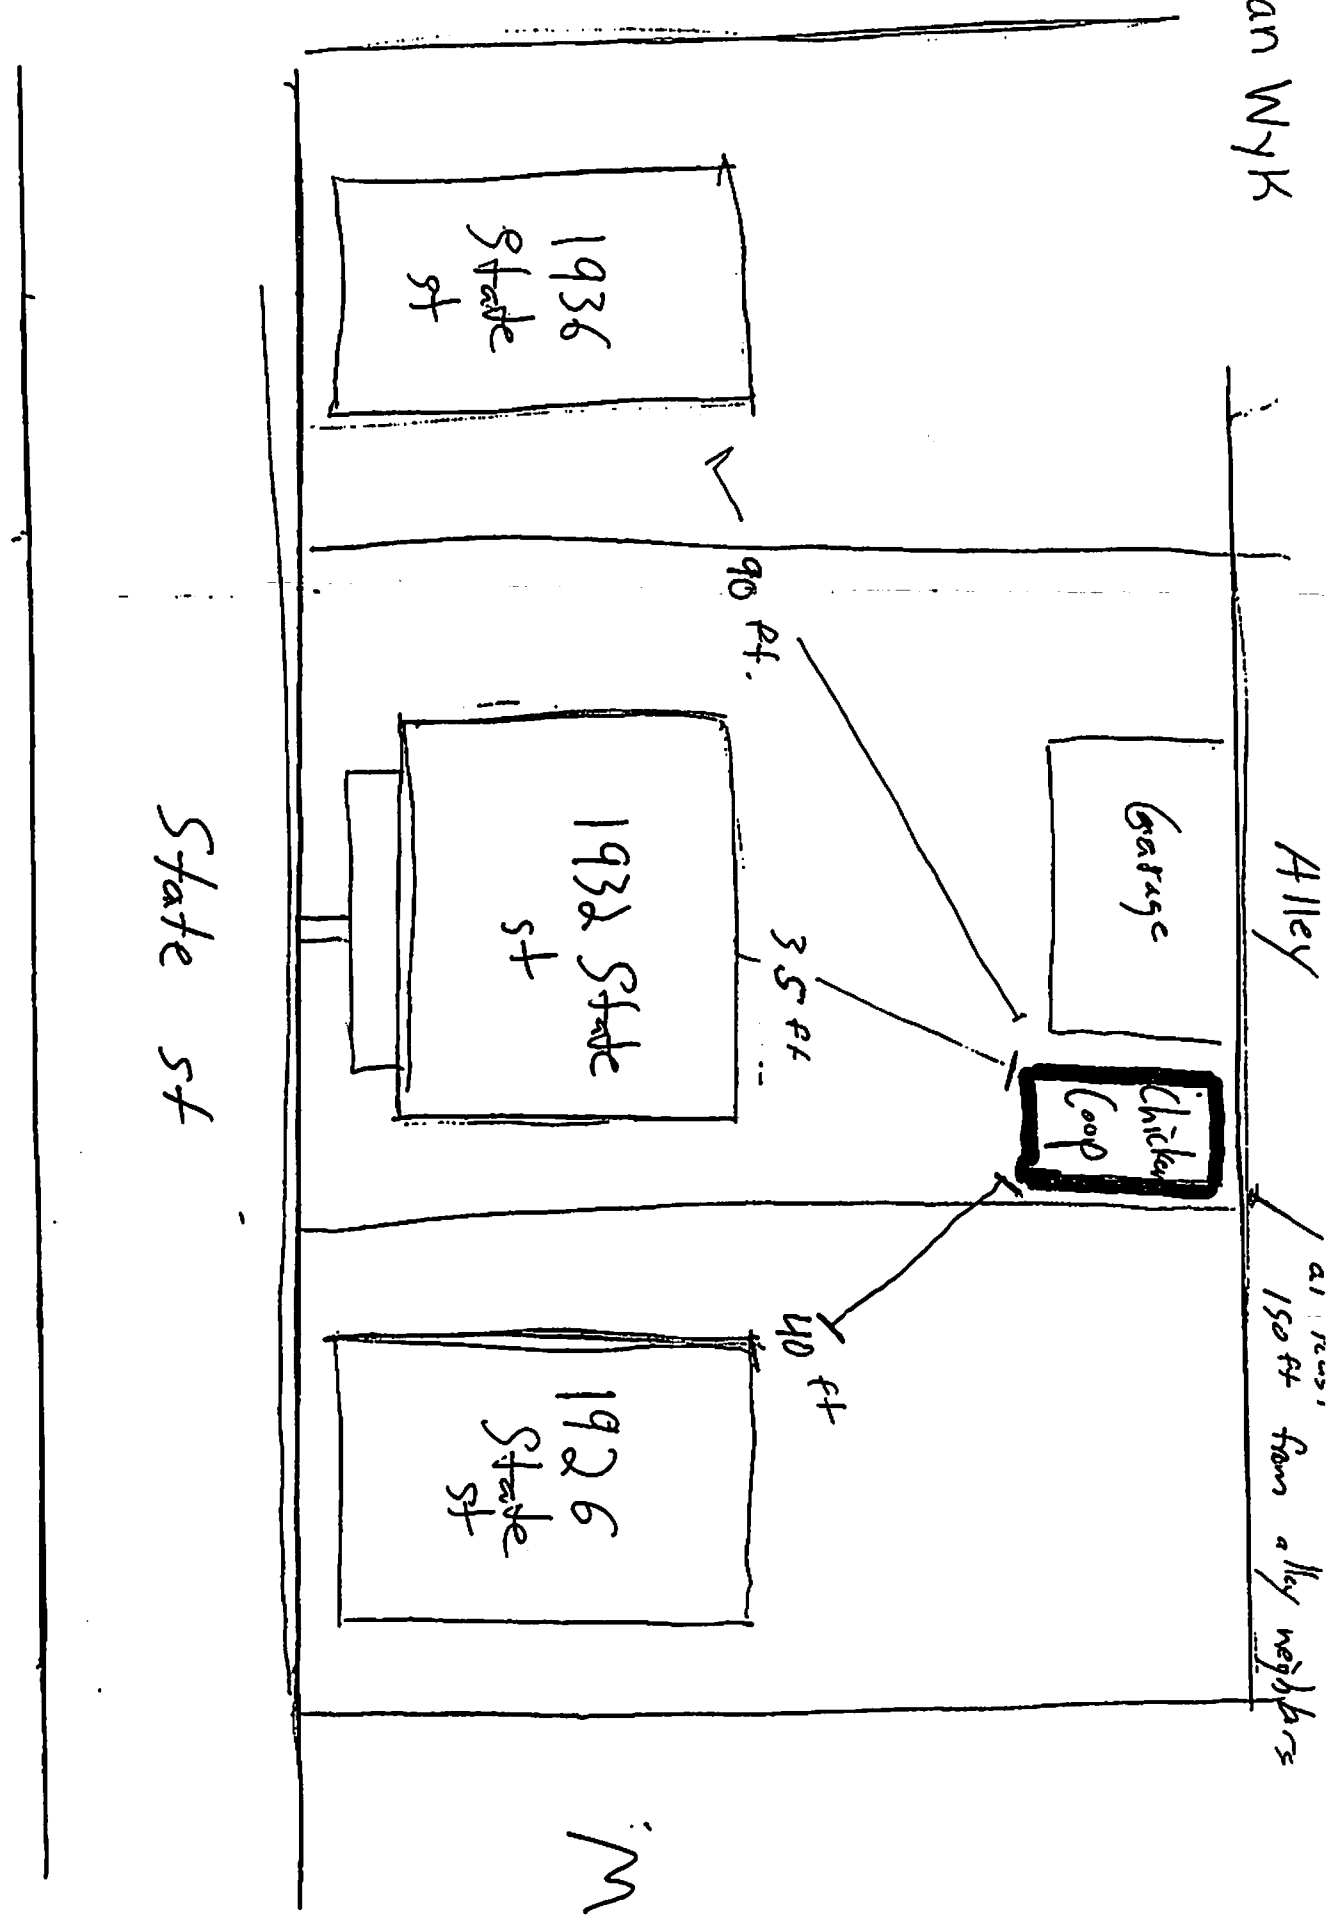 an Wyk
Alley
150 ft from alley neighbors
Garage
Chicken
Coop
90 ft.
35 ft
40 ft
1936
State
st
1932 State
st
1926
State
st
State st